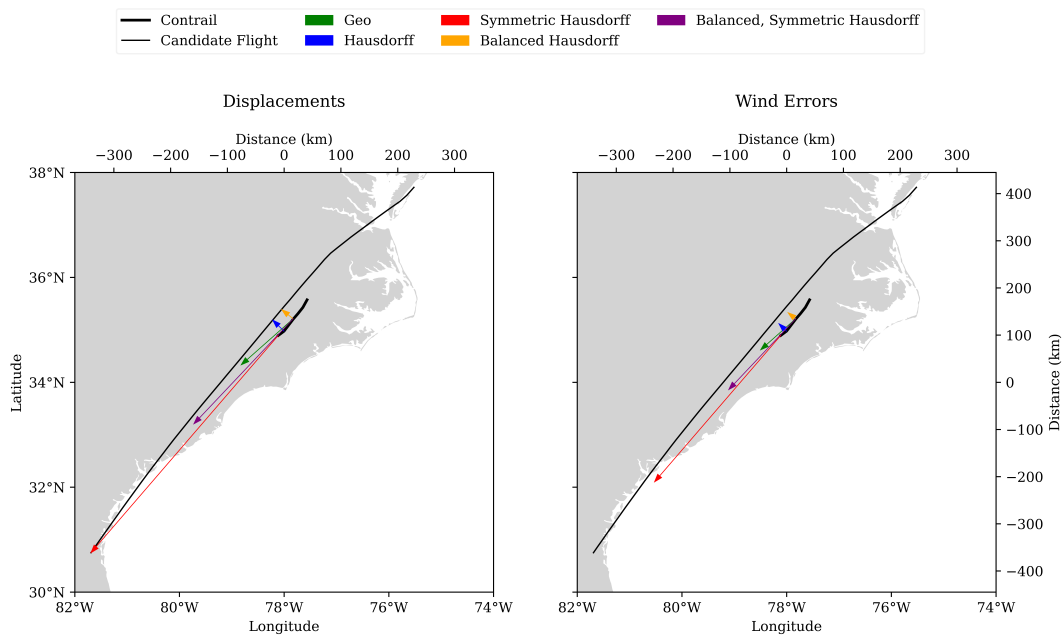 Contrail
Candidate Flight
Geo
Hausdorff
Symmetric Hausdorff
Balanced Hausdorff
Balanced, Symmetric Hausdorff
Displacements
Distance (km)
−300 −200 −100 0 100 200 300
38°N
36°N
34°N
32°N
30°N
Latitude
82°W 80°W 78°W 76°W 74°W
Longitude
Wind Errors
Distance (km)
−300 −200 −100 0 100 200 300
400
300
200
100
0
−100
−200
−300
−400
Distance (km)
82°W 80°W 78°W 76°W 74°W
Longitude